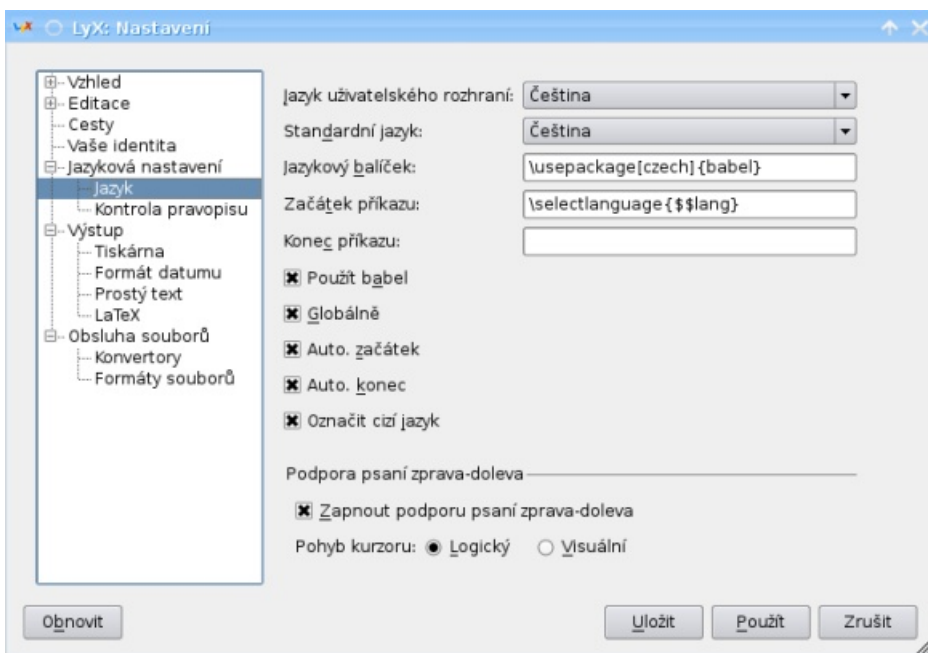 LyX: Nastavení
Vzhled
Editace
Cesty
Vaše identita
Jazyková nastavení
Jazyk
Kontrola pravopisu
Výstup
Tiskárna
Formát datumu
Prostý text
LaTeX
Obsluha souborů
Konvertory
Formáty souborů
Jazyk uživatelského rozhraní: Čeština
Standardní jazyk: Čeština
Jazykový balíček: \usepackage[czech]{babel}
Začátek příkazu: \selectlanguage{$$lang}
Konec příkazu:
Použít babel
Globálně
Auto. začátek
Auto. konec
Označit cizí jazyk
Podpora psaní zprava-doleva
Zapnout podporu psaní zprava-doleva
Pohyb kurzoru: Logický Visuální
Obnovit Uložit Použít Zrušit